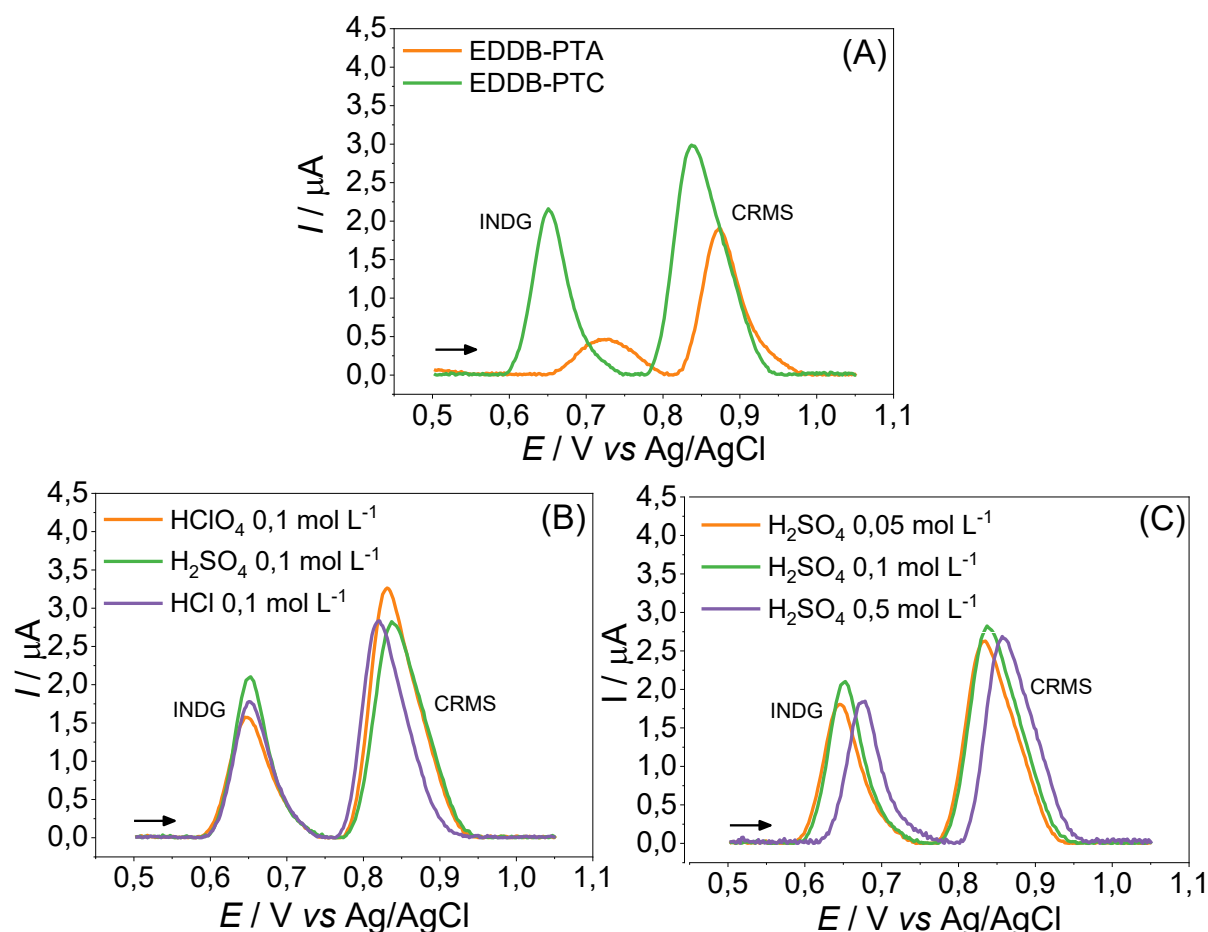 (A)
EDDB-PTA
EDDB-PTC
INDG
CRMS
4,5
4,0
3,5
3,0
2,5
2,0
1,5
1,0
0,5
0,0
I / μA
0,5 0,6 0,7 0,8 0,9 1,0 1,1
E / V vs Ag/AgCl
(B)
HClO₄ 0,1 mol L⁻¹
H₂SO₄ 0,1 mol L⁻¹
HCl 0,1 mol L⁻¹
INDG
CRMS
4,5
4,0
3,5
3,0
2,5
2,0
1,5
1,0
0,5
0,0
I / μA
0,5 0,6 0,7 0,8 0,9 1,0 1,1
E / V vs Ag/AgCl
(C)
H₂SO₄ 0,05 mol L⁻¹
H₂SO₄ 0,1 mol L⁻¹
H₂SO₄ 0,5 mol L⁻¹
INDG
CRMS
4,5
4,0
3,5
3,0
2,5
2,0
1,5
1,0
0,5
0,0
I / μA
0,5 0,6 0,7 0,8 0,9 1,0 1,1
E / V vs Ag/AgCl